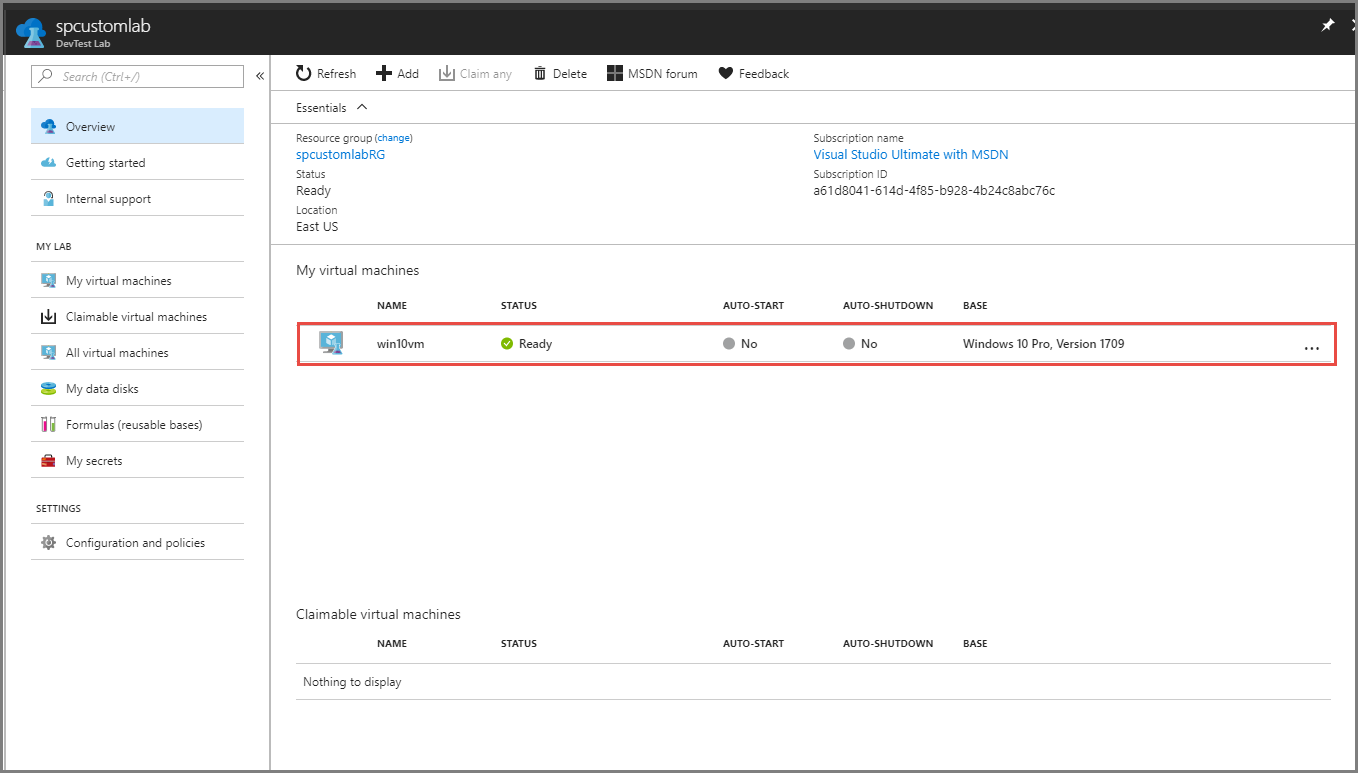 spcustomlab
DevTest Lab
Search (Ctrl+/)
«
Overview
Getting started
Internal support
MY LAB
My virtual machines
Claimable virtual machines
All virtual machines
My data disks
Formulas (reusable bases)
My secrets
SETTINGS
Configuration and policies
Refresh Add Claim any Delete MSDN forum Feedback
Essentials
Resource group (change)
spcustomlabRG
Status
Ready
Location
East US
Subscription name
Visual Studio Ultimate with MSDN
Subscription ID
a61d8041-614d-4f85-b928-4b24c8abc76c
My virtual machines
NAME STATUS AUTO-START AUTO-SHUTDOWN BASE
win10vm Ready No No Windows 10 Pro, Version 1709 ...
Claimable virtual machines
NAME STATUS AUTO-START AUTO-SHUTDOWN BASE
Nothing to display